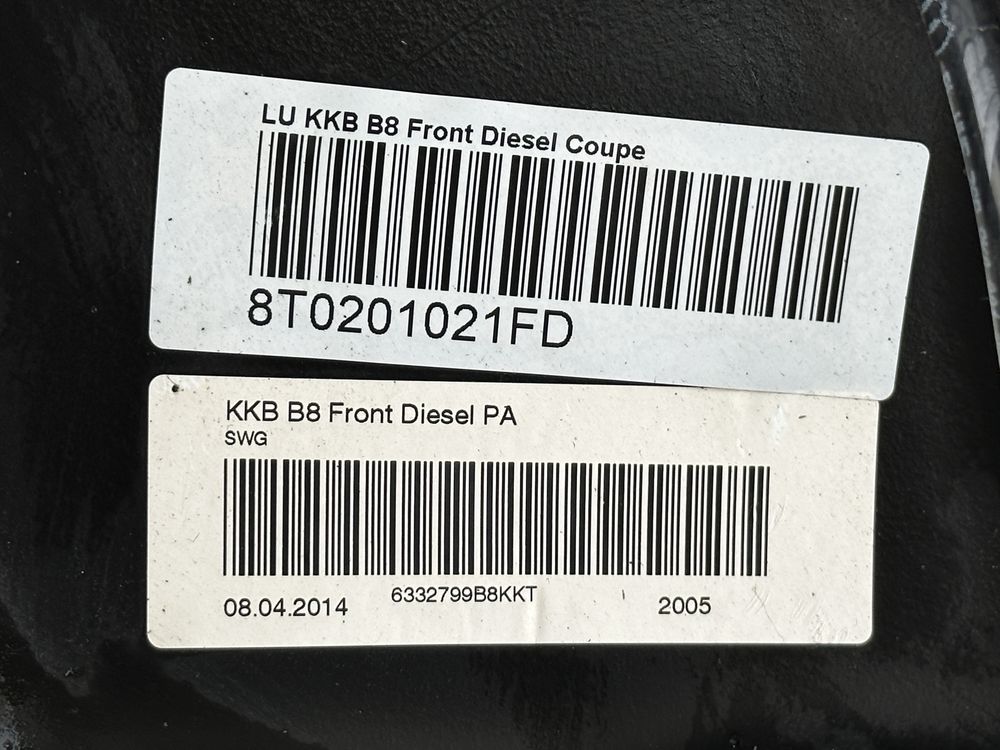 LU KKB B8 Front Diesel Coupe
8T0201021FD
KKB B8 Front Diesel PA
SWG
6332799B8KKT
08.04.2014 2005